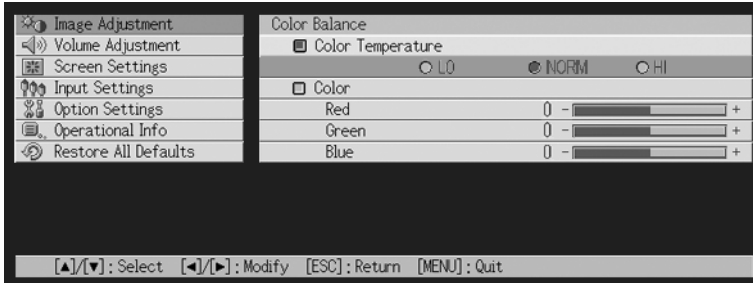 Image Adjustment
Volume Adjustment
Screen Settings
Input Settings
Option Settings
Operational Info
Restore All Defaults
Color Balance
Color Temperature
LO NORM HI
Color
Red 0 - +
Green 0 - +
Blue 0 - +
[▲]/[▼] : Select [◄]/[►] : Modify [ESC] : Return [MENU] : Quit